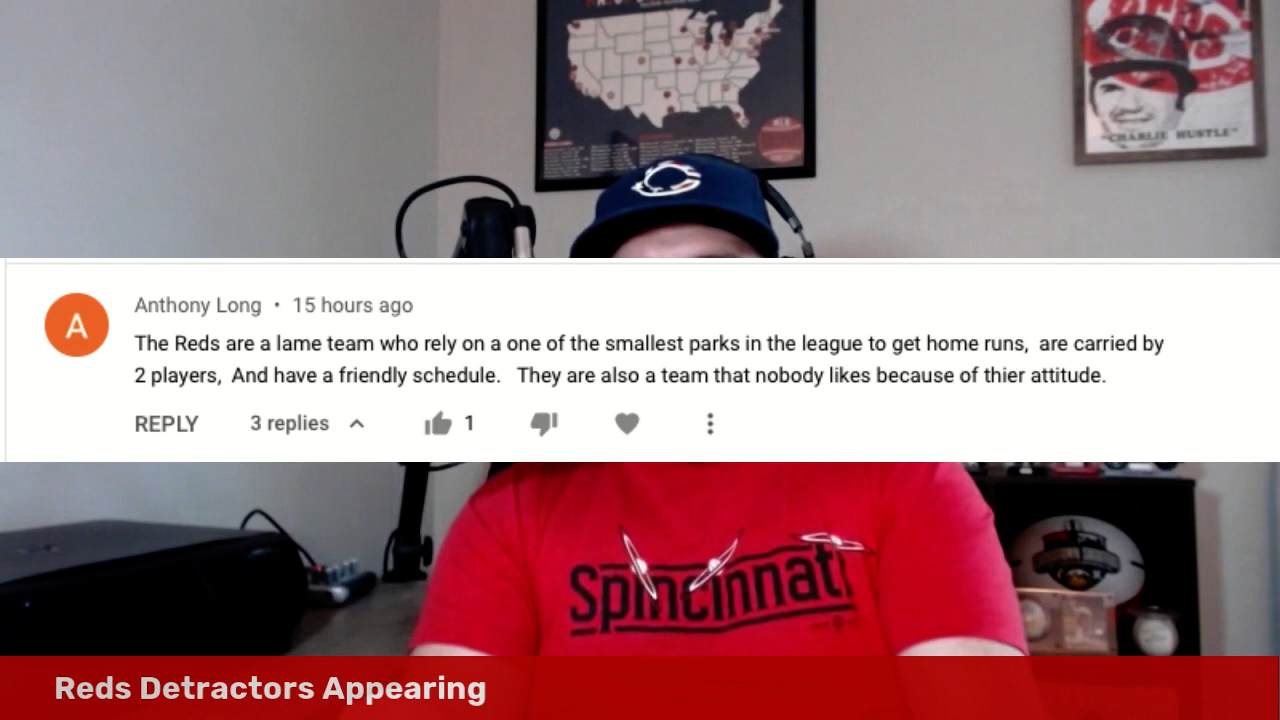 "CHARLIE HUSTLE"
Anthony Long • 15 hours ago
The Reds are a lame team who rely on a one of the smallest parks in the league to get home runs, are carried by
2 players, And have a friendly schedule. They are also a team that nobody likes because of thier attitude.
REPLY 3 replies 1
Spincinnati
Reds Detractors Appearing